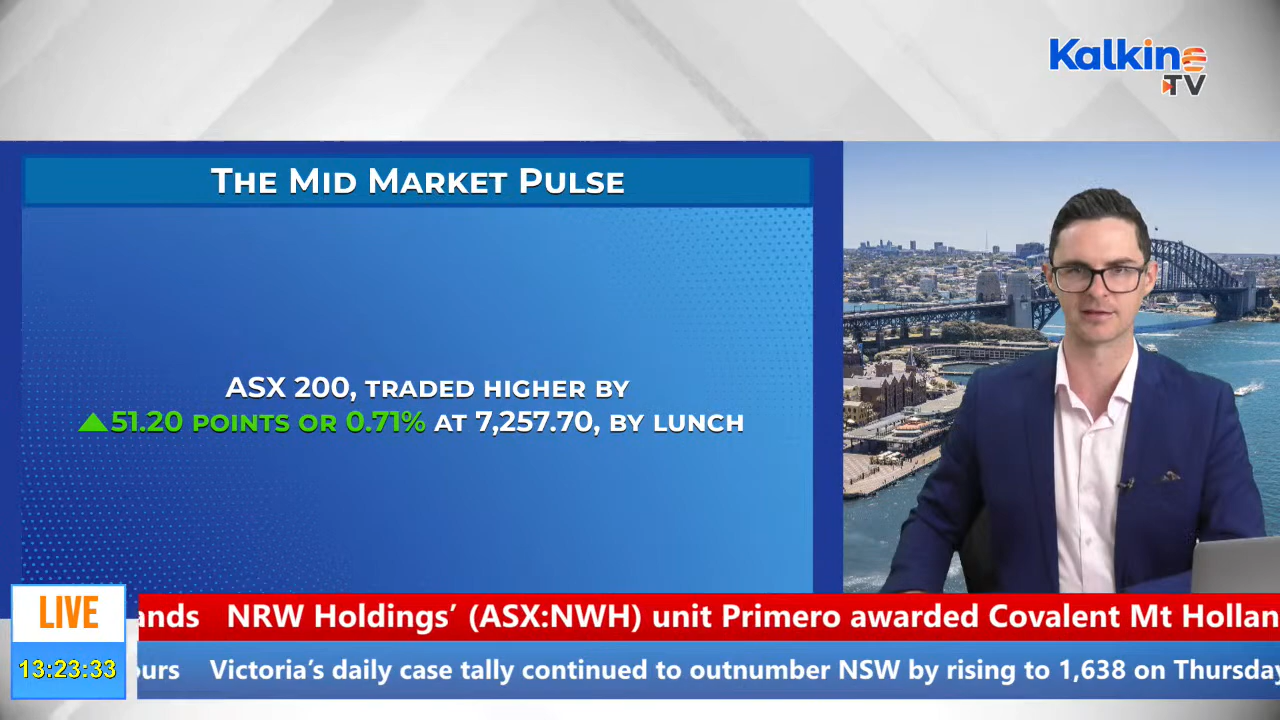 Kalkine
TV
THE MID MARKET PULSE
ASX 200, TRADED HIGHER BY
▲51.20 POINTS OR 0.71% AT 7,257.70, BY LUNCH
LIVE
ands NRW Holdings’ (ASX:NWH) unit Primero awarded Covalent Mt Hollan
13:23:33
ours Victoria’s daily case tally continued to outnumber NSW by rising to 1,638 on Thursday